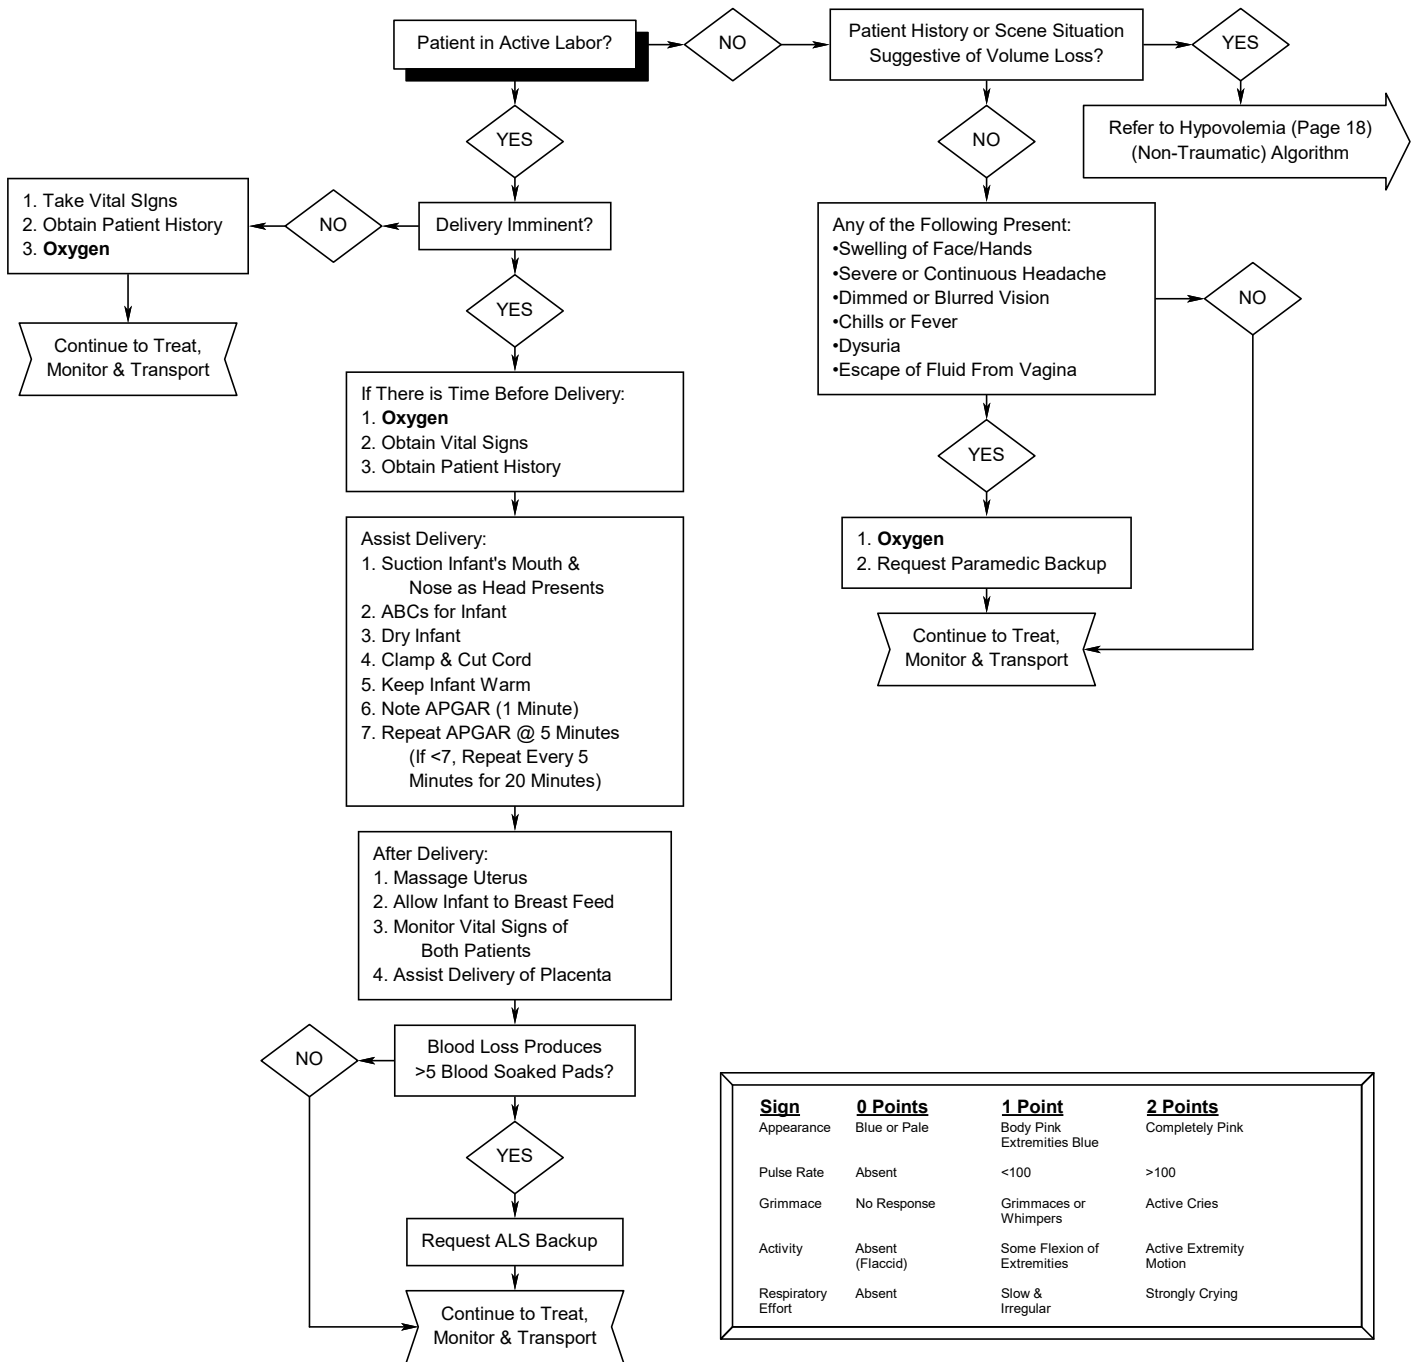 Patient in Active Labor?
NO
Patient History or Scene Situation
Suggestive of Volume Loss?
YES
Refer to Hypovolemia (Page 18)
(Non-Traumatic) Algorithm
YES
NO
1. Take Vital SIgns
2. Obtain Patient History
3. Oxygen
NO
Delivery Imminent?
Continue to Treat,
Monitor & Transport
YES
Any of the Following Present:
•Swelling of Face/Hands
•Severe or Continuous Headache
•Dimmed or Blurred Vision
•Chills or Fever
•Dysuria
•Escape of Fluid From Vagina
NO
YES
1. Oxygen
2. Request Paramedic Backup
Continue to Treat,
Monitor & Transport
If There is Time Before Delivery:
1. Oxygen
2. Obtain Vital Signs
3. Obtain Patient History
Assist Delivery:
1. Suction Infant's Mouth &
Nose as Head Presents
2. ABCs for Infant
3. Dry Infant
4. Clamp & Cut Cord
5. Keep Infant Warm
6. Note APGAR (1 Minute)
7. Repeat APGAR @ 5 Minutes
(If <7, Repeat Every 5
Minutes for 20 Minutes)
After Delivery:
1. Massage Uterus
2. Allow Infant to Breast Feed
3. Monitor Vital Signs of
Both Patients
4. Assist Delivery of Placenta
NO
Blood Loss Produces
>5 Blood Soaked Pads?
YES
Request ALS Backup
Continue to Treat,
Monitor & Transport
Sign 0 Points 1 Point 2 Points
Appearance Blue or Pale Body Pink Completely Pink
Extremities Blue
Pulse Rate Absent <100 >100
Grimmace No Response Grimmaces or Active Cries
Whimpers
Activity Absent Some Flexion of Active Extremity
(Flaccid) Extremities Motion
Respiratory Absent Slow & Strongly Crying
Effort Irregular